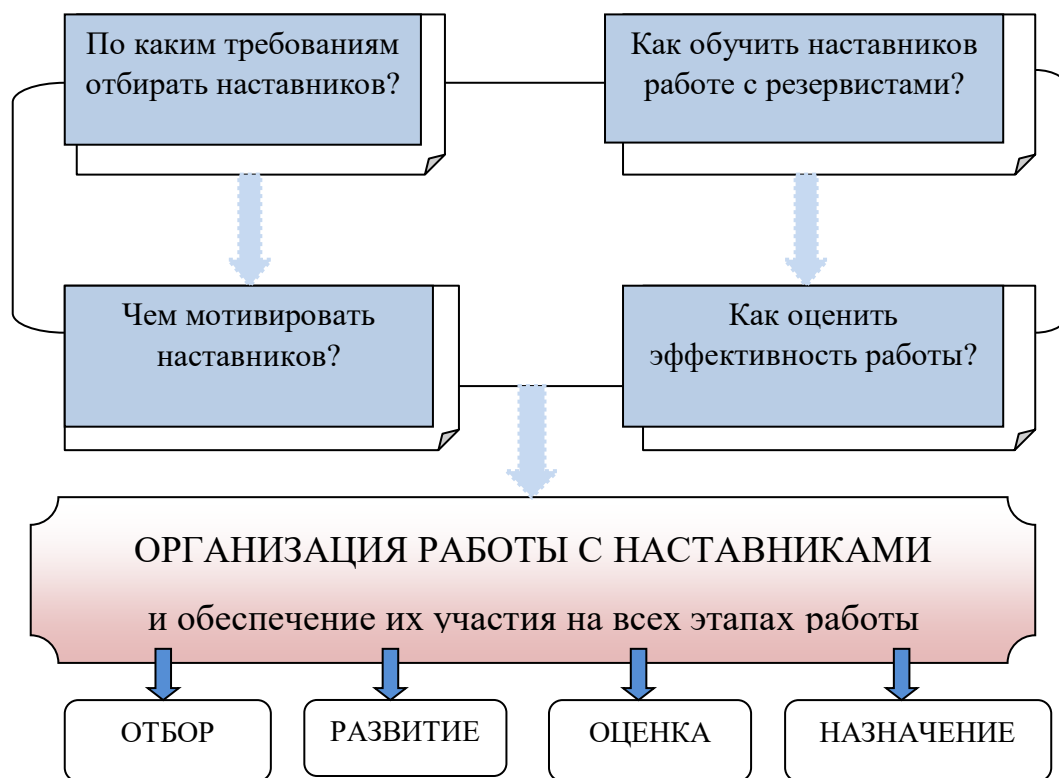 По каким требованиям
отбирать наставников?
Как обучить наставников
работе с резервистами?
Чем мотивировать
наставников?
Как оценить
эффективность работы?
ОРГАНИЗАЦИЯ РАБОТЫ С НАСТАВНИКАМИ
и обеспечение их участия на всех этапах работы
ОТБОР
РАЗВИТИЕ
ОЦЕНКА
НАЗНАЧЕНИЕ